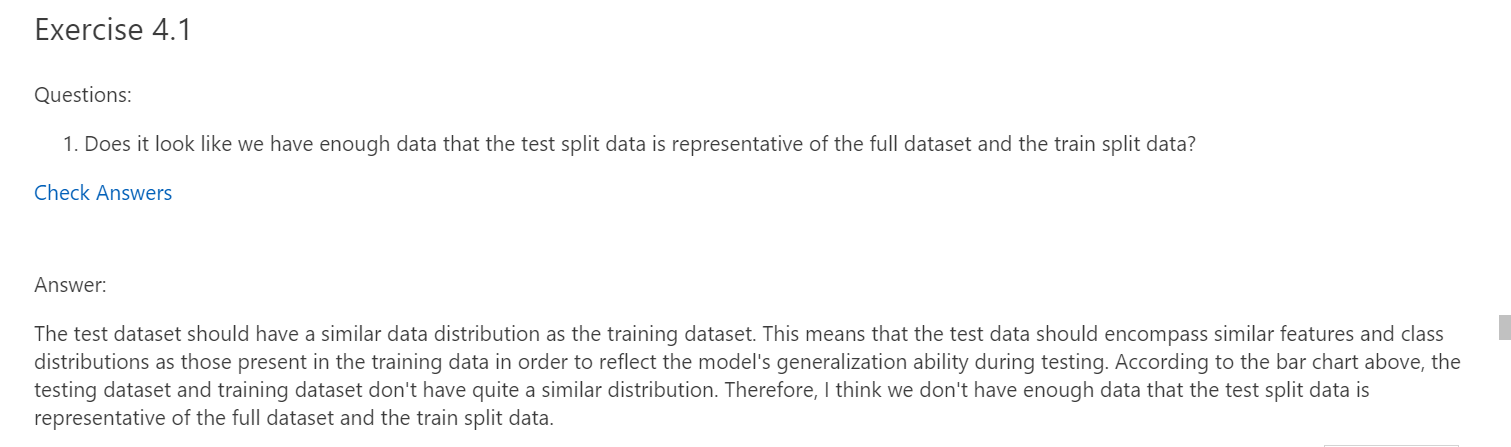 Exercise 4.1
Questions:
1. Does it look like we have enough data that the test split data is representative of the full dataset and the train split data?
Check Answers
Answer:
The test dataset should have a similar data distribution as the training dataset. This means that the test data should encompass similar features and class
distributions as those present in the training data in order to reflect the model's generalization ability during testing. According to the bar chart above, the
testing dataset and training dataset don't have quite a similar distribution. Therefore, I think we don't have enough data that the test split data is
representative of the full dataset and the train split data.